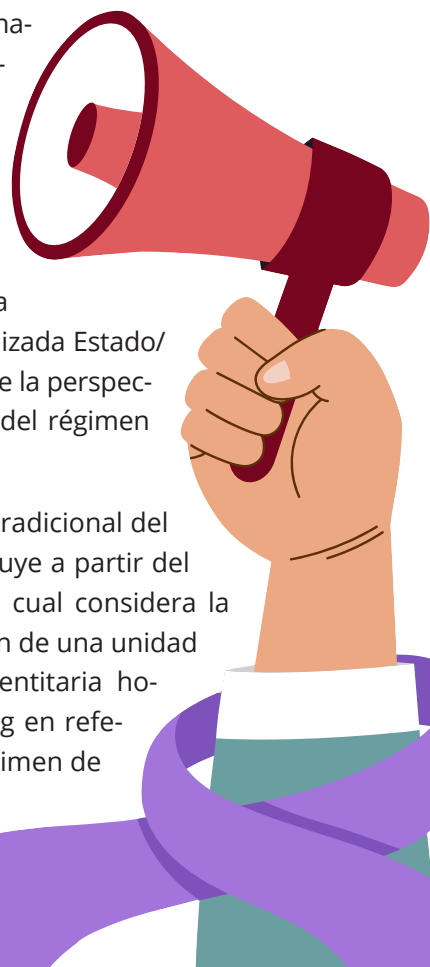 na-
-
a
izada Estado/
e la perspec-
del régimen
radicional del
uye a partir del
cual considera la
n de una unidad
entitaria ho-
g en refe-
imen de